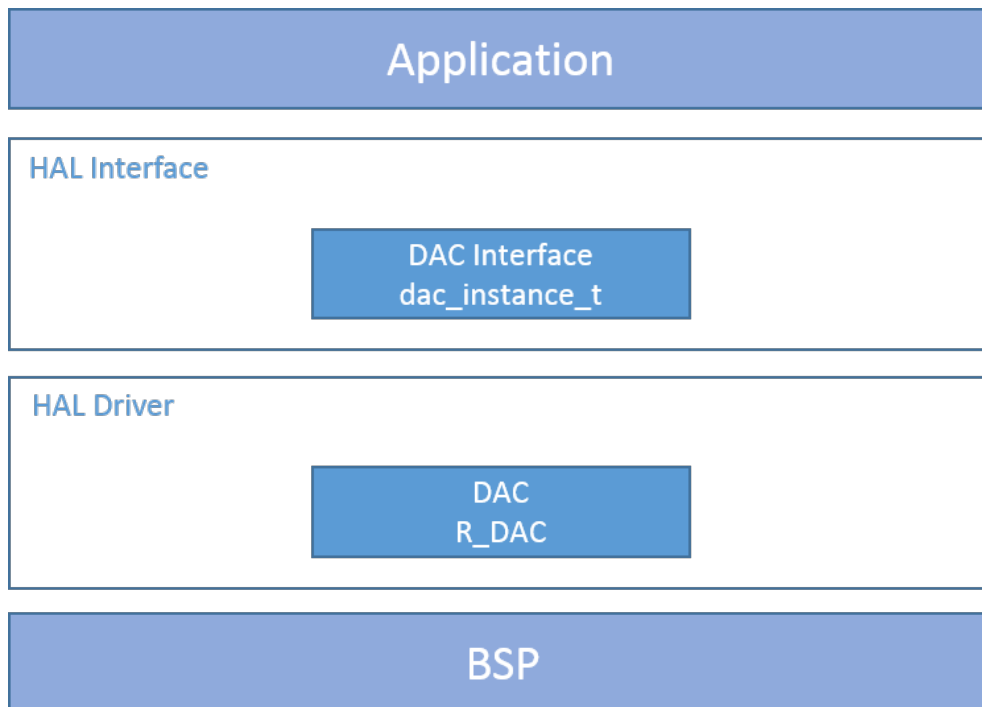 Application
HAL Interface
DAC Interface
dac_instance_t
HAL Driver
DAC
R_DAC
BSP